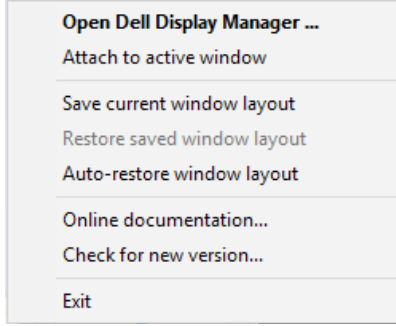 Open Dell Display Manager ...
Attach to active window
Save current window layout
Restore saved window layout
Auto-restore window layout
Online documentation...
Check for new version...
Exit